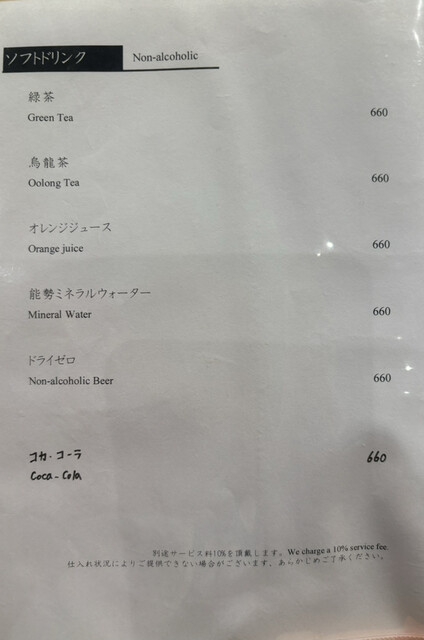 ソフトドリンク Non-alcoholic
緑茶
Green Tea 660
烏龍茶
Oolong Tea 660
オレンジジュース
Orange juice 660
能勢ミネラルウォーター
Mineral Water 660
ドライゼロ
Non-alcoholic Beer 660
コカ・コーラ 660
Coca-Cola
別途サービス料10%を頂戴します。We charge a 10% service fee.
仕入れ状況によりご提供できない場合がございます。あらかじめご了承ください。